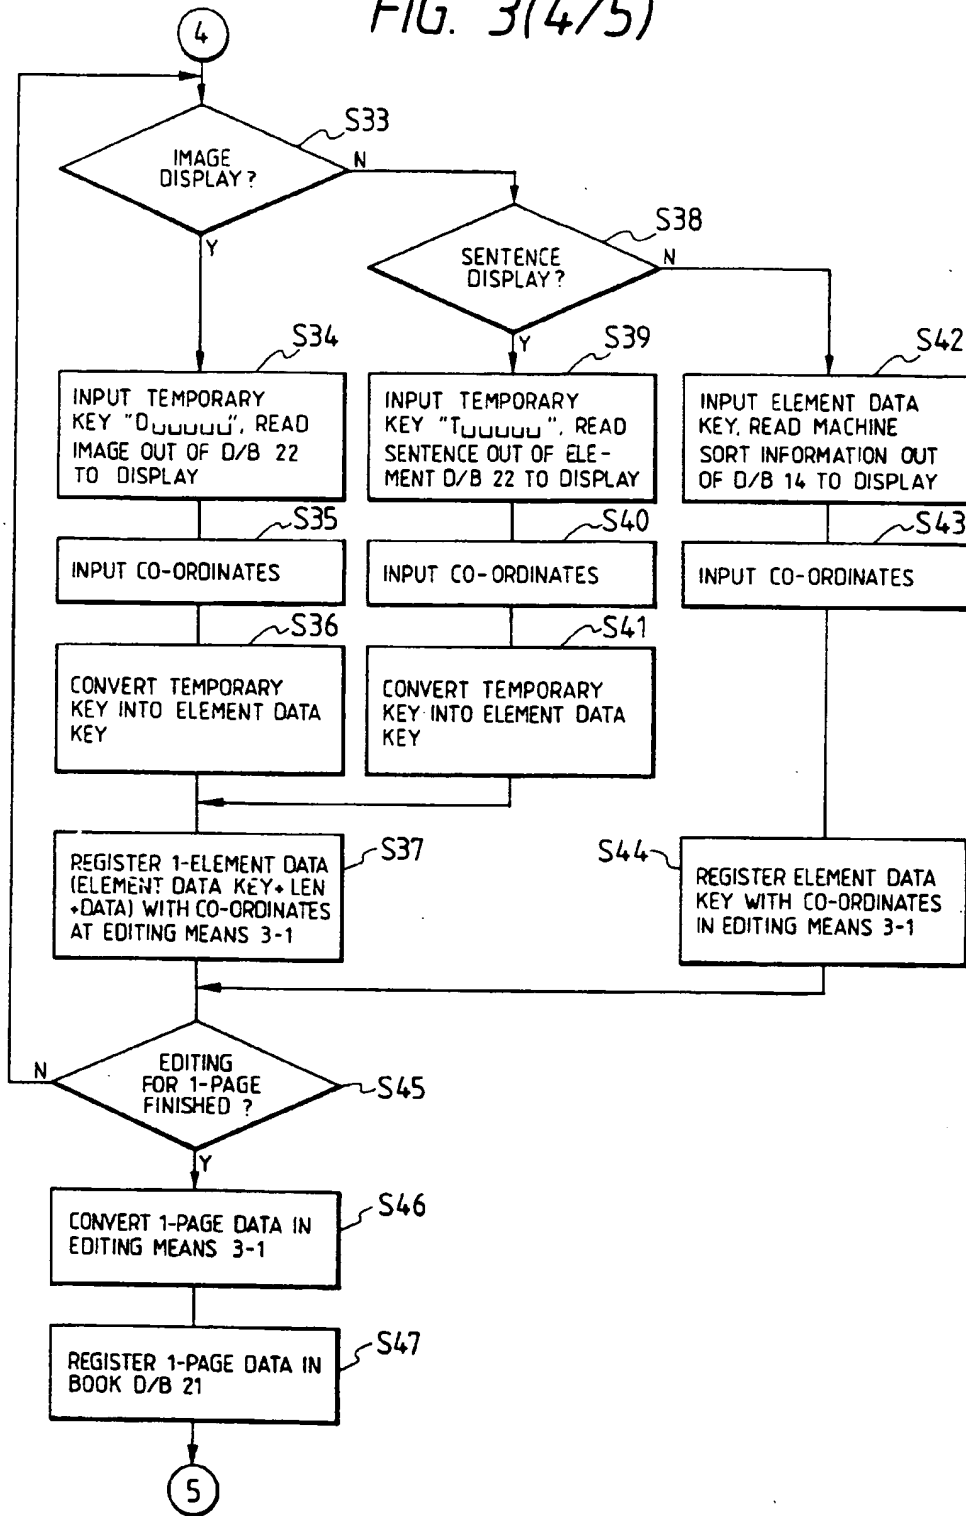 FIG. 3(4/5)
4
S33
IMAGE
DISPLAY?
N
Y
S38
SENTENCE
DISPLAY?
N
Y
S34
INPUT TEMPORARY
KEY "D␣␣␣␣␣", READ
IMAGE OUT OF D/B 22
TO DISPLAY
S39
INPUT TEMPORARY
KEY "T␣␣␣␣␣", READ
SENTENCE OUT OF ELE-
MENT D/B 22 TO DISPLAY
S42
INPUT ELEMENT DATA
KEY, READ MACHINE
SORT INFORMATION OUT
OF D/B 14 TO DISPLAY
S35
INPUT CO-ORDINATES
S40
INPUT CO-ORDINATES
S43
INPUT CO-ORDINATES
S36
CONVERT TEMPORARY
KEY INTO ELEMENT DATA
KEY
S41
CONVERT TEMPORARY
KEY INTO ELEMENT DATA
KEY
S37
REGISTER 1-ELEMENT DATA
(ELEMENT DATA KEY+LEN
+DATA) WITH CO-ORDINATES
AT EDITING MEANS 3-1
S44
REGISTER ELEMENT DATA
KEY WITH CO-ORDINATES
IN EDITING MEANS 3-1
N
EDITING
FOR 1-PAGE
FINISHED ?
S45
Y
S46
CONVERT 1-PAGE DATA IN
EDITING MEANS 3-1
S47
REGISTER 1-PAGE DATA IN
BOOK D/B 21
5